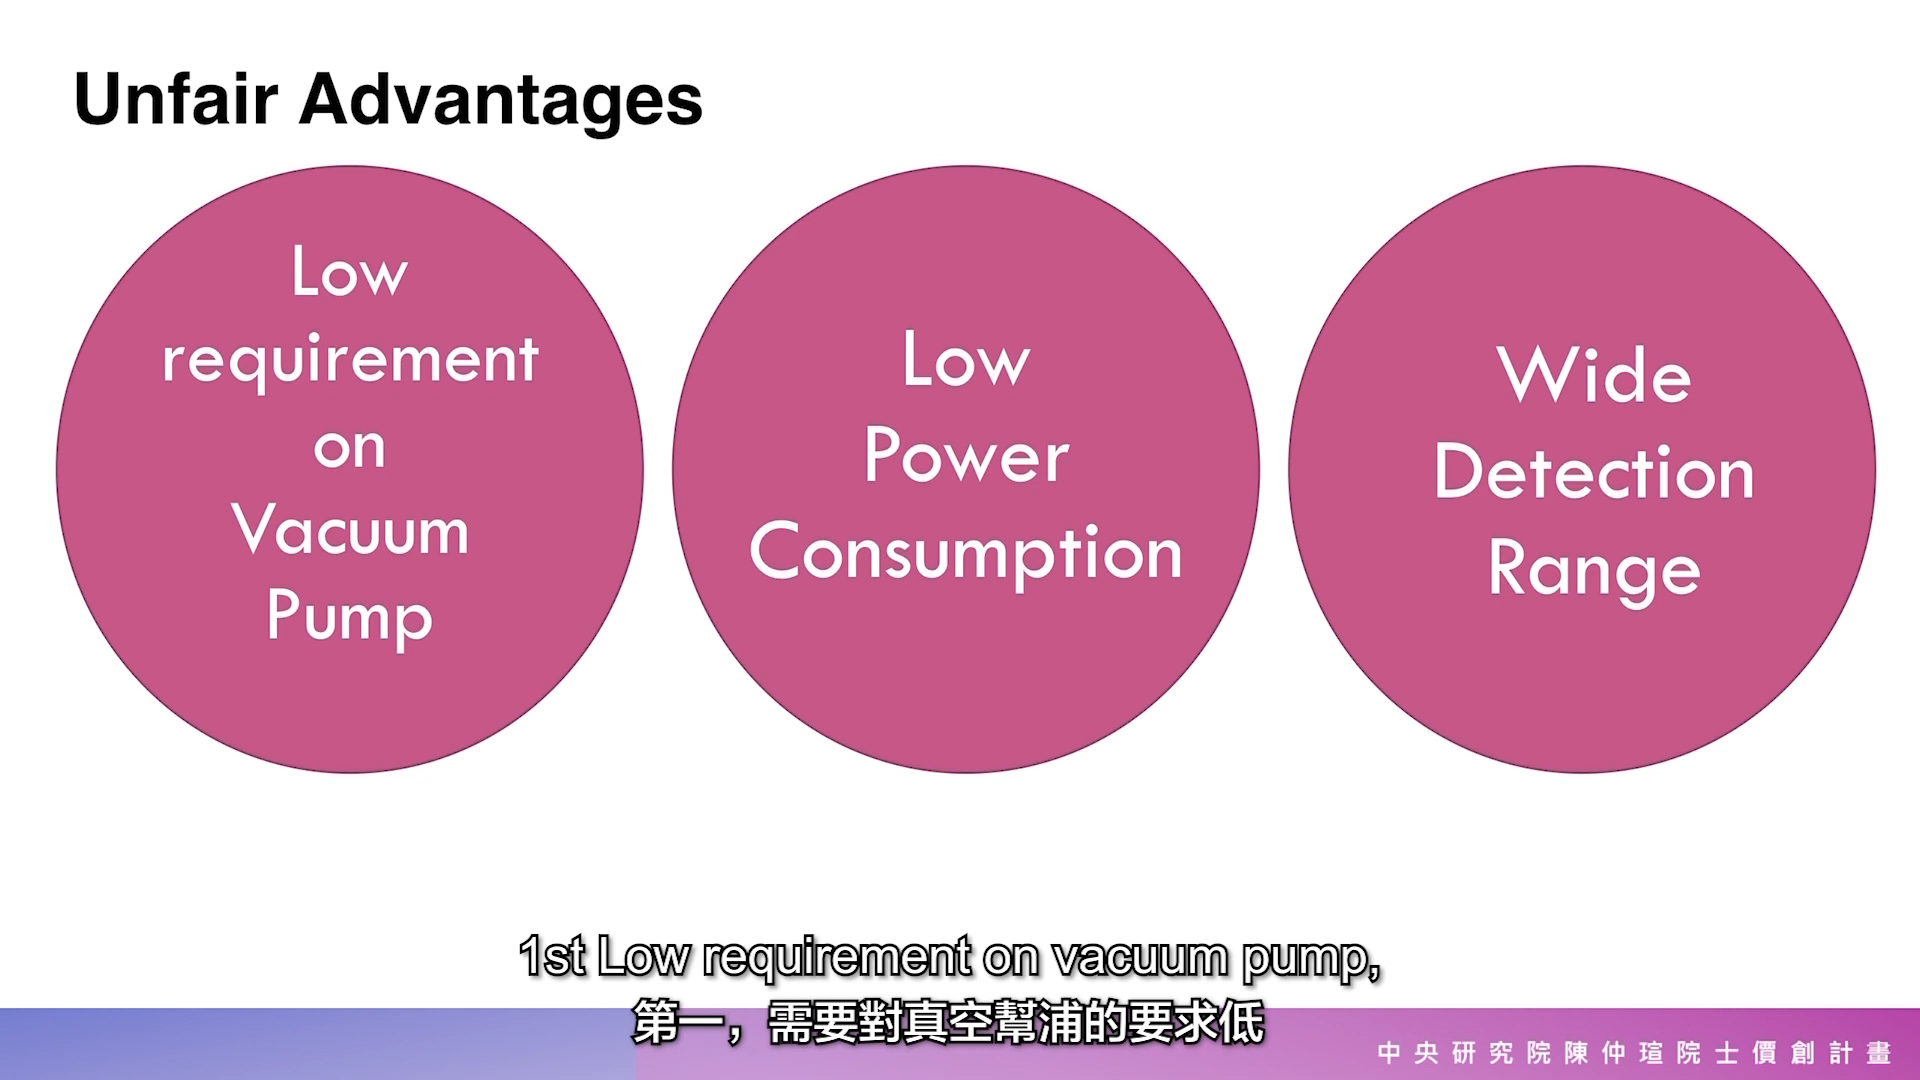 Unfair Advantages
Low
requirement
on
Vacuum
Pump
Low
Power
Consumption
Wide
Detection
Range
1st Low requirement on vacuum pump,
第一，需要對真空幫浦的要求低
中央研究院陳仲瑄院士價創計畫